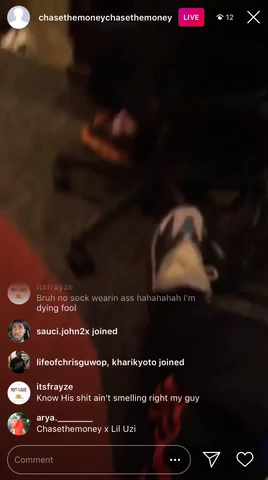 chasethemoneychasethemoney LIVE 12
itsfrayze
Bruh no sock wearin ass hahahahah I'm
dying fool
sauci.john2x joined
lifeofchrisguwop, kharikyoto joined
itsfrayze
Know His shit ain't smelling right my guy
arya.________
Chasethemoney x Lil Uzi
Comment